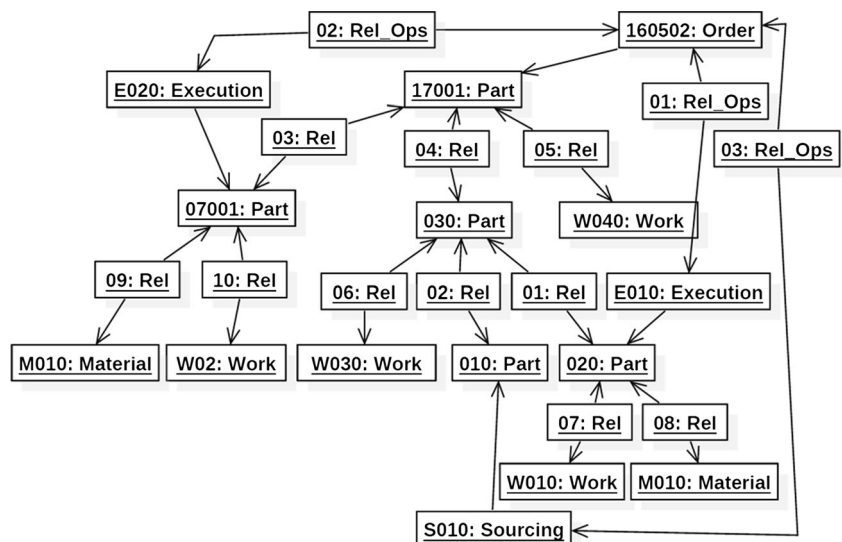 02: Rel_Ops
160502: Order
E020: Execution
17001: Part
01: Rel_Ops
03: Rel
04: Rel
05: Rel
03: Rel_Ops
07001: Part
030: Part
W040: Work
09: Rel
10: Rel
06: Rel
02: Rel
01: Rel
E010: Execution
M010: Material
W02: Work
W030: Work
010: Part
020: Part
07: Rel
08: Rel
W010: Work
M010: Material
S010: Sourcing